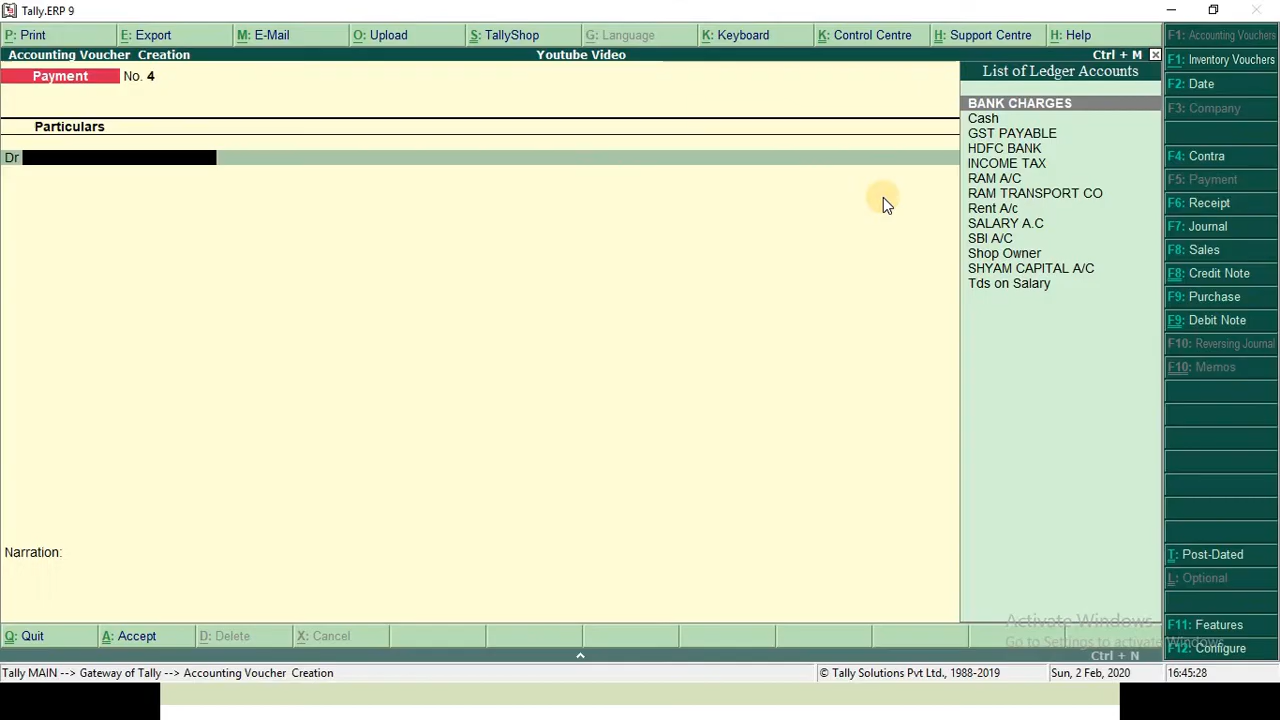 Tally.ERP 9
P: Print E: Export M: E-Mail O: Upload S: TallyShop G: Language K: Keyboard K: Control Centre H: Support Centre H: Help
F1: Accounting Vouchers
Accounting Voucher Creation Youtube Video Ctrl + M
Payment No. 4
List of Ledger Accounts
F1: Inventory Vouchers
F2: Date
F3: Company
Particulars
Dr
BANK CHARGES
Cash
GST PAYABLE
HDFC BANK
INCOME TAX
RAM A/C
RAM TRANSPORT CO
Rent A/c
SALARY A.C
SBI A/C
Shop Owner
SHYAM CAPITAL A/C
Tds on Salary
F4: Contra
F5: Payment
F6: Receipt
F7: Journal
F8: Sales
F8: Credit Note
F9: Purchase
F9: Debit Note
F10: Reversing Journal
F10: Memos
Narration:
T: Post-Dated
L: Optional
Activate Windows
Go to Settings to activate Windows.
F11: Features
F12: Configure
Q: Quit A: Accept D: Delete X: Cancel
Ctrl + N
Tally MAIN --> Gateway of Tally --> Accounting Voucher Creation © Tally Solutions Pvt Ltd., 1988-2019 Sun, 2 Feb, 2020 16:45:28